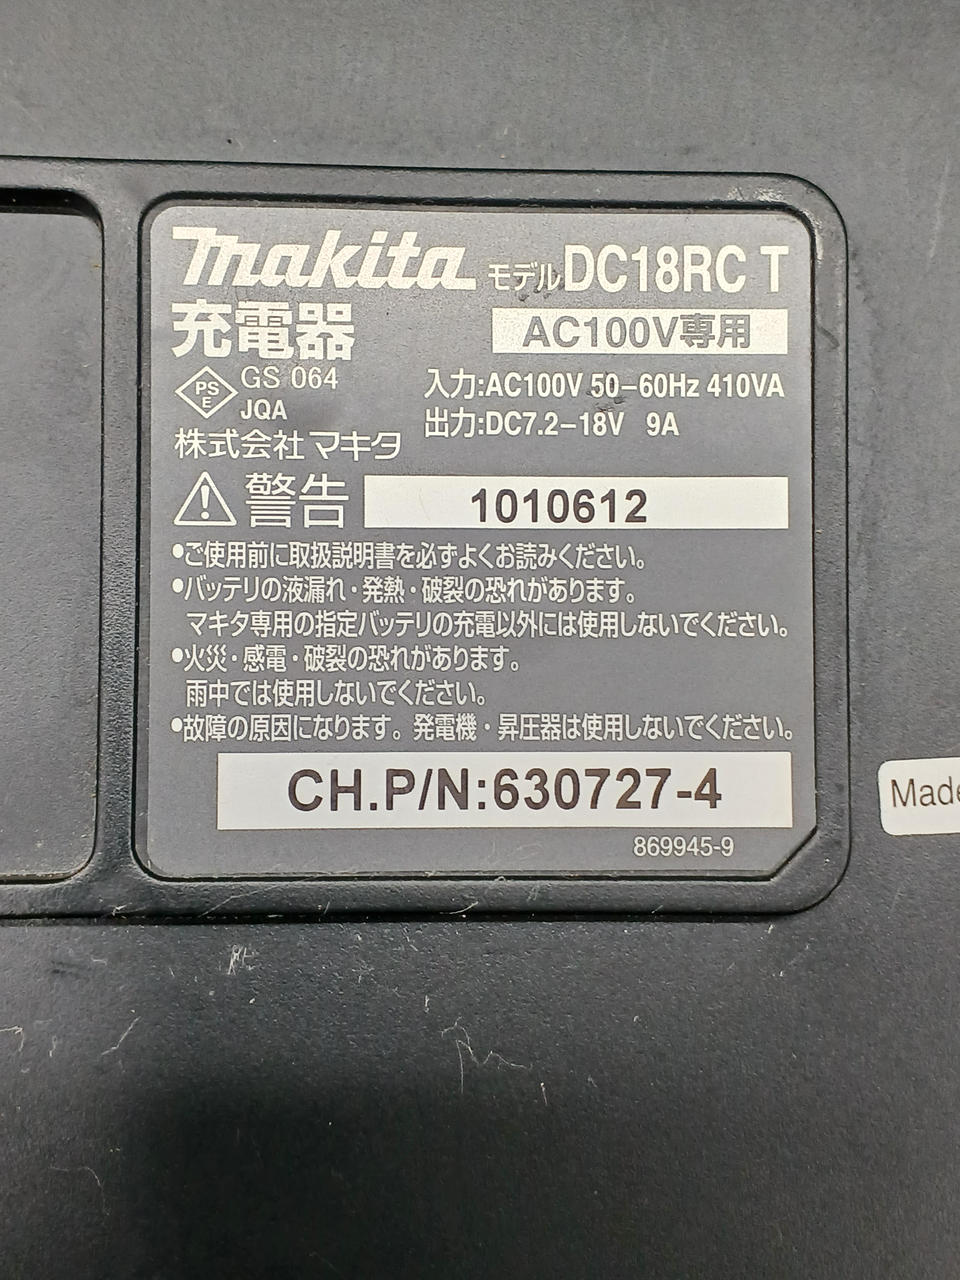 makita モデル DC18RC T
充電器 AC100V専用
PS
E
GS 064
JQA
入力:AC100V 50–60Hz 410VA
出力:DC7.2–18V 9A
株式会社 マキタ
警告 1010612
•ご使用前に取扱説明書を必ずよくお読みください。
•バッテリの液漏れ・発熱・破裂の恐れがあります。
マキタ専用の指定バッテリの充電以外には使用しないでください。
•火災・感電・破裂の恐れがあります。
雨中では使用しないでください。
•故障の原因になります。発電機・昇圧器は使用しないでください。
CH.P/N:630727-4
869945-9
Made